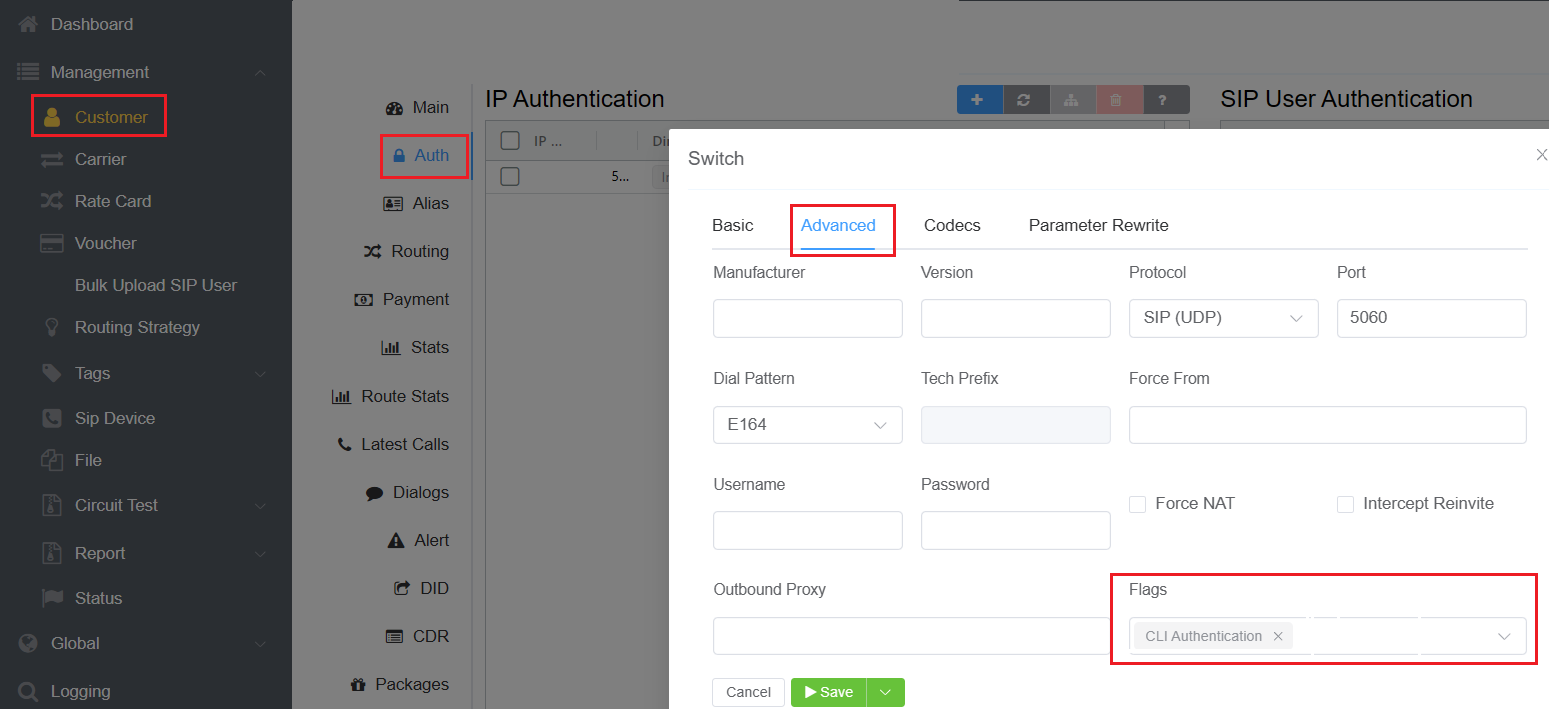 Dashboard
Management
Customer
Carrier
Rate Card
Voucher
Bulk Upload SIP User
Routing Strategy
Tags
Sip Device
File
Circuit Test
Report
Status
Global
Logging
Main
Auth
Alias
Routing
Payment
Stats
Route Stats
Latest Calls
Dialogs
Alert
DID
CDR
Packages
IP Authentication
?
SIP User Authentication
IP ...
5...
Switch
Basic Advanced Codecs Parameter Rewrite
Manufacturer Version Protocol Port
SIP (UDP) 5060
Dial Pattern Tech Prefix Force From
E164
Username Password
Force NAT Intercept Reinvite
Outbound Proxy Flags
CLI Authentication
Cancel Save